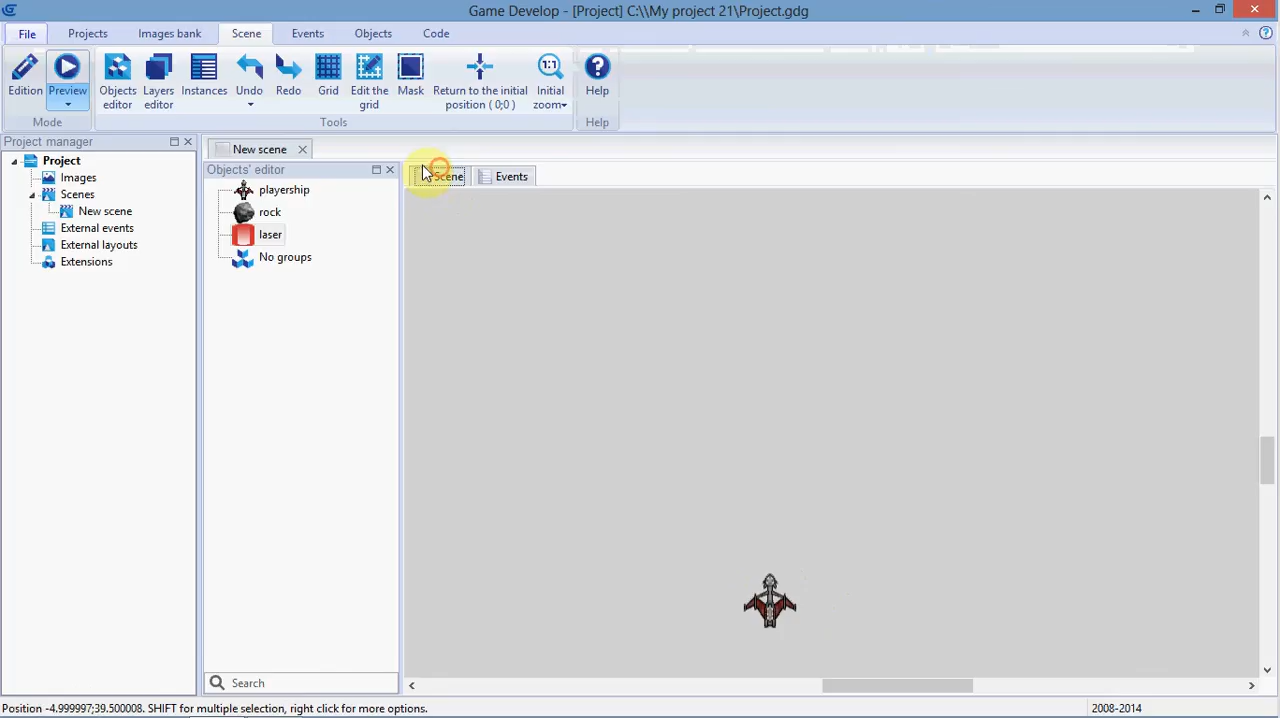 Game Develop - [Project] C:\\My project 21\Project.gdg
File Projects Images bank Scene Events Objects Code
Edition Preview Objects editor Layers editor Instances Undo Redo Grid Edit the grid Mask Return to the initial position ( 0;0 ) 1:1 Initial zoom Help
Mode Tools Help
Project manager
Project
Images
Scenes
New scene
External events
External layouts
Extensions
New scene
Objects' editor
playership
rock
laser
No groups
Search
Scene Events
Position -4.999997;39.500008. SHIFT for multiple selection, right click for more options.
2008-2014